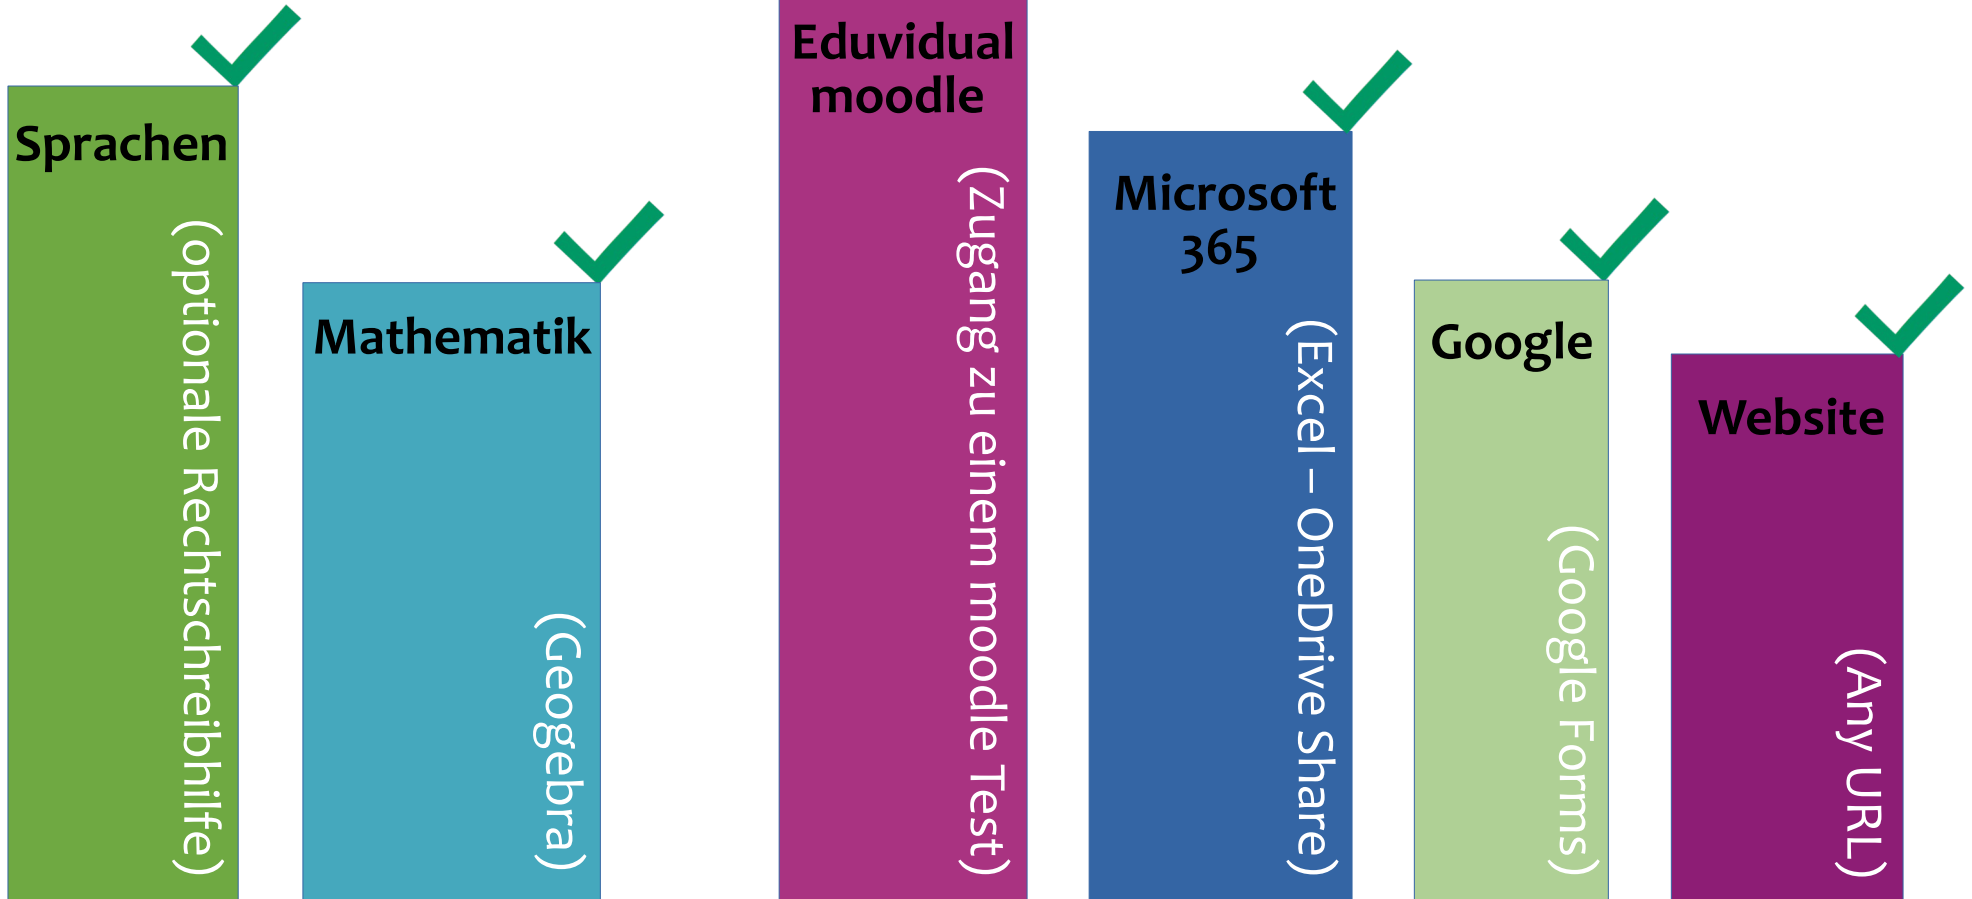 Sprachen
(optionale Rechtschreibhilfe)
Mathematik
(Geogebra)
Eduvidual
moodle
(Zugang zu einem moodle Test)
Microsoft
365
(Excel – OneDrive Share)
Google
(Google Forms)
Website
(Any URL)